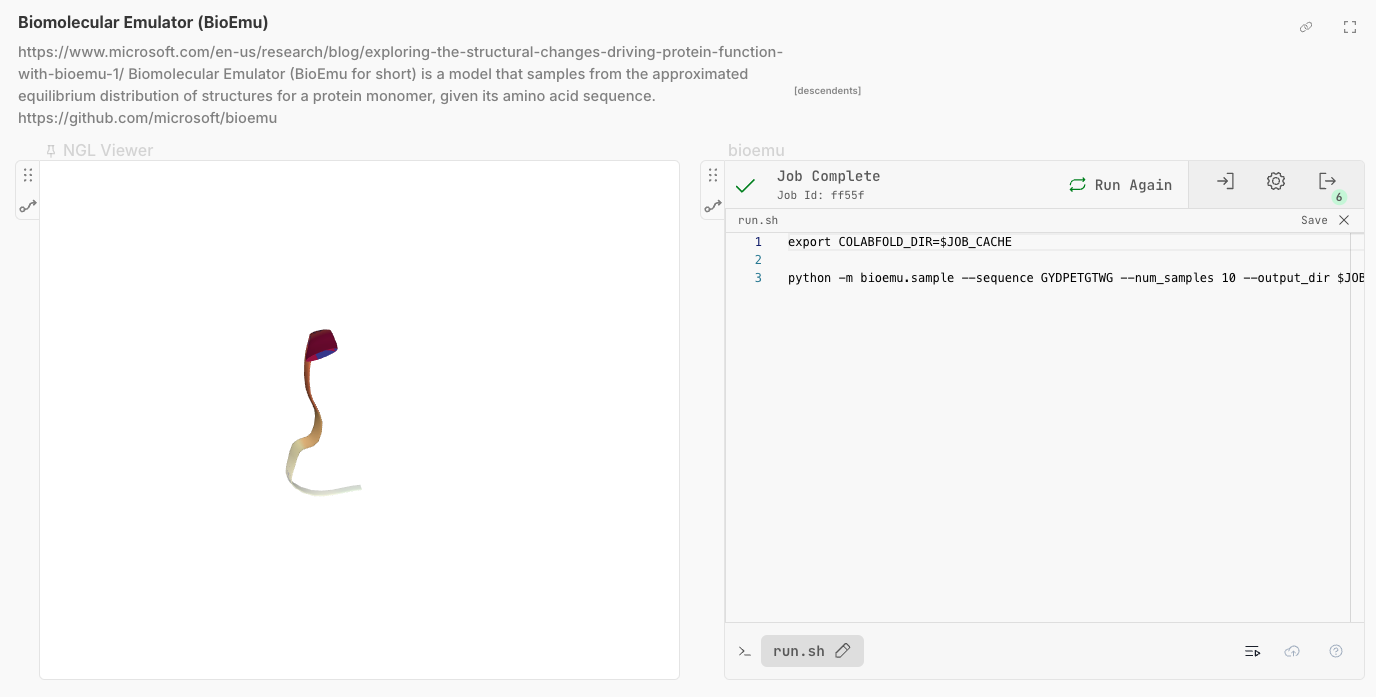 Biomolecular Emulator (BioEmu)
https://www.microsoft.com/en-us/research/blog/exploring-the-structural-changes-driving-protein-function-
with-bioemu-1/ Biomolecular Emulator (BioEmu for short) is a model that samples from the approximated
equilibrium distribution of structures for a protein monomer, given its amino acid sequence.
https://github.com/microsoft/bioemu
[descendents]
NGL Viewer
bioemu
Job Complete
Job Id: ff55f
Run Again
6
run.sh
Save
1 export COLABFOLD_DIR=$JOB_CACHE
2
3 python -m bioemu.sample --sequence GYDPETGTWG --num_samples 10 --output_dir $JOB
>_ run.sh